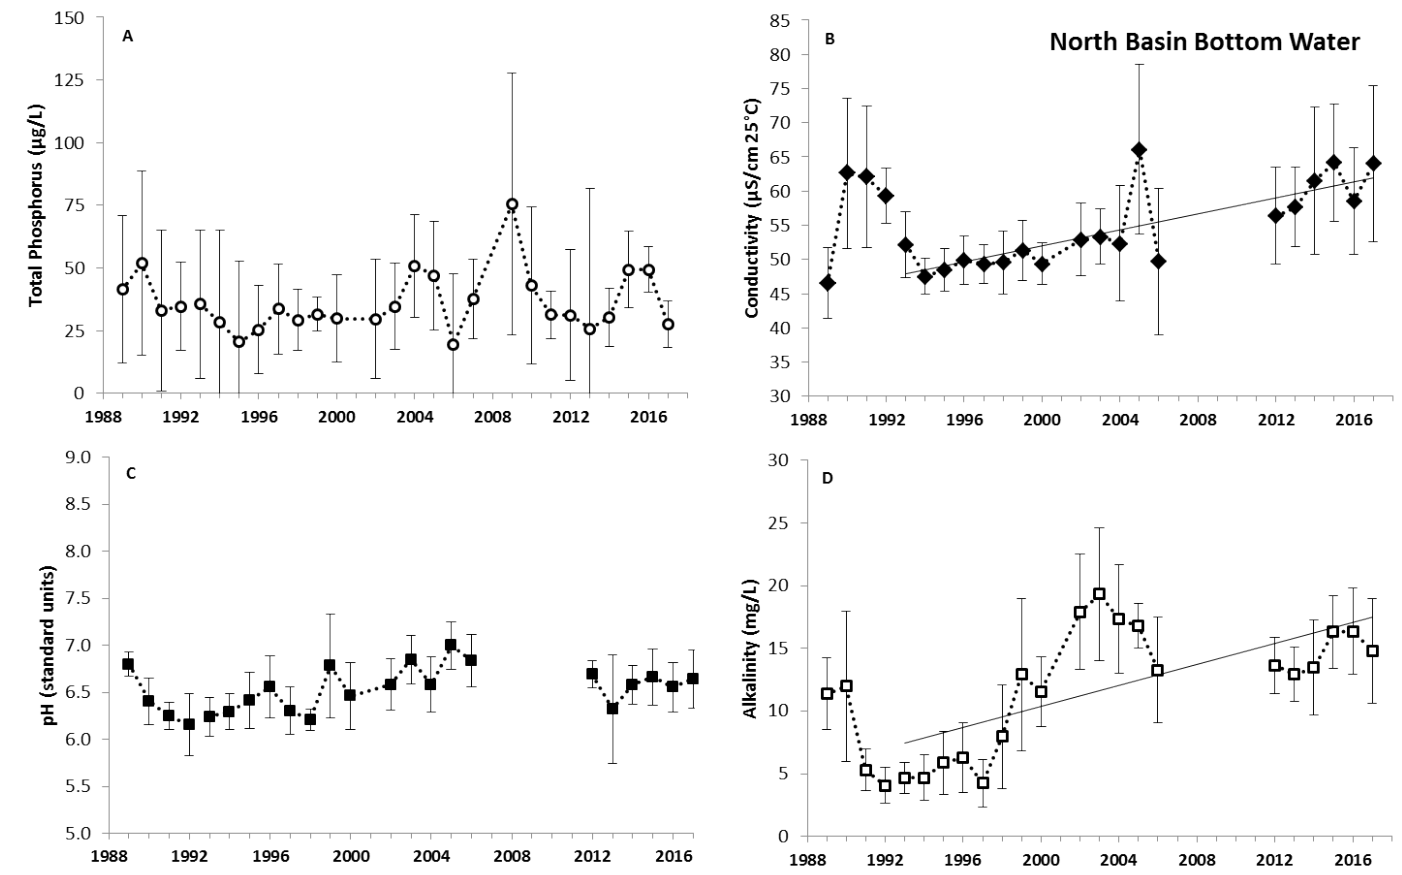 A
Total Phosphorus (µg/L)
150
125
100
75
50
25
0
1988 1992 1996 2000 2004 2008 2012 2016
B
North Basin Bottom Water
Conductivity (µS/cm 25˚C)
85
80
75
70
65
60
55
50
45
40
35
30
1988 1992 1996 2000 2004 2008 2012 2016
C
pH (standard units)
9.0
8.5
8.0
7.5
7.0
6.5
6.0
5.5
5.0
1988 1992 1996 2000 2004 2008 2012 2016
D
Alkalinity (mg/L)
30
25
20
15
10
5
0
1988 1992 1996 2000 2004 2008 2012 2016